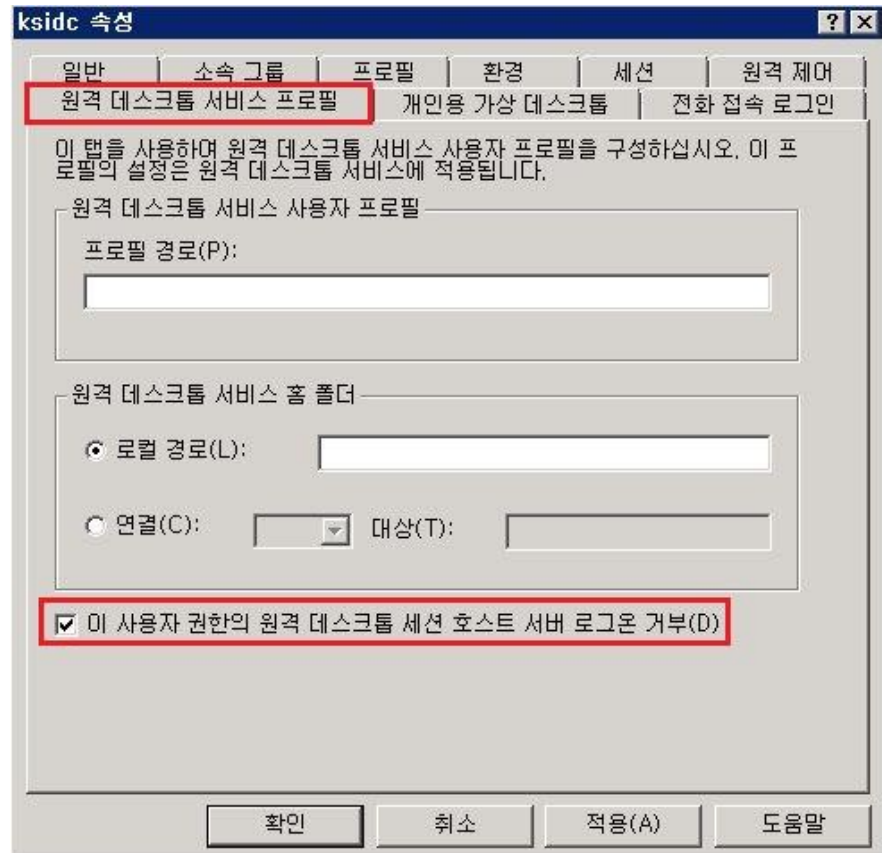 ksidc 속성
일반 소속 그룹 프로필 환경 세션 원격 제어
원격 데스크톱 서비스 프로필 개인용 가상 데스크톱 전화 접속 로그인
이 탭을 사용하여 원격 데스크톱 서비스 사용자 프로필을 구성하십시오. 이 프
로필의 설정은 원격 데스크톱 서비스에 적용됩니다.
원격 데스크톱 서비스 사용자 프로필
프로필 경로(P):
원격 데스크톱 서비스 홈 폴더
로컬 경로(L):
연결(C): 대상(T):
이 사용자 권한의 원격 데스크톱 세션 호스트 서버 로그온 거부(D)
확인 취소 적용(A) 도움말